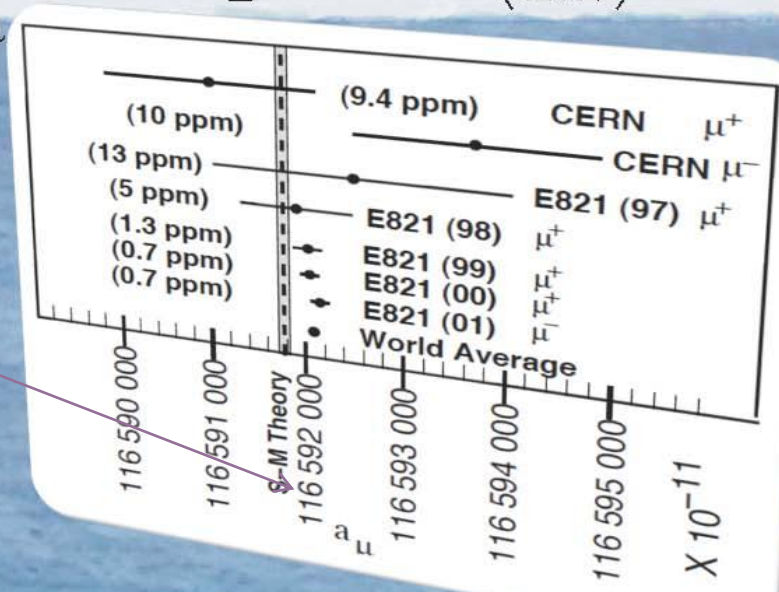 (9.4 ppm) CERN μ+
(10 ppm) CERN μ−
(13 ppm) E821 (97) μ+
(5 ppm) E821 (98) μ+
(1.3 ppm) E821 (99) μ+
(0.7 ppm) E821 (00) μ+
(0.7 ppm) E821 (01) μ−
World Average
116 590 000
116 591 000
S–M Theory
116 592 000
116 593 000
116 594 000
116 595 000
X 10−11
aμ